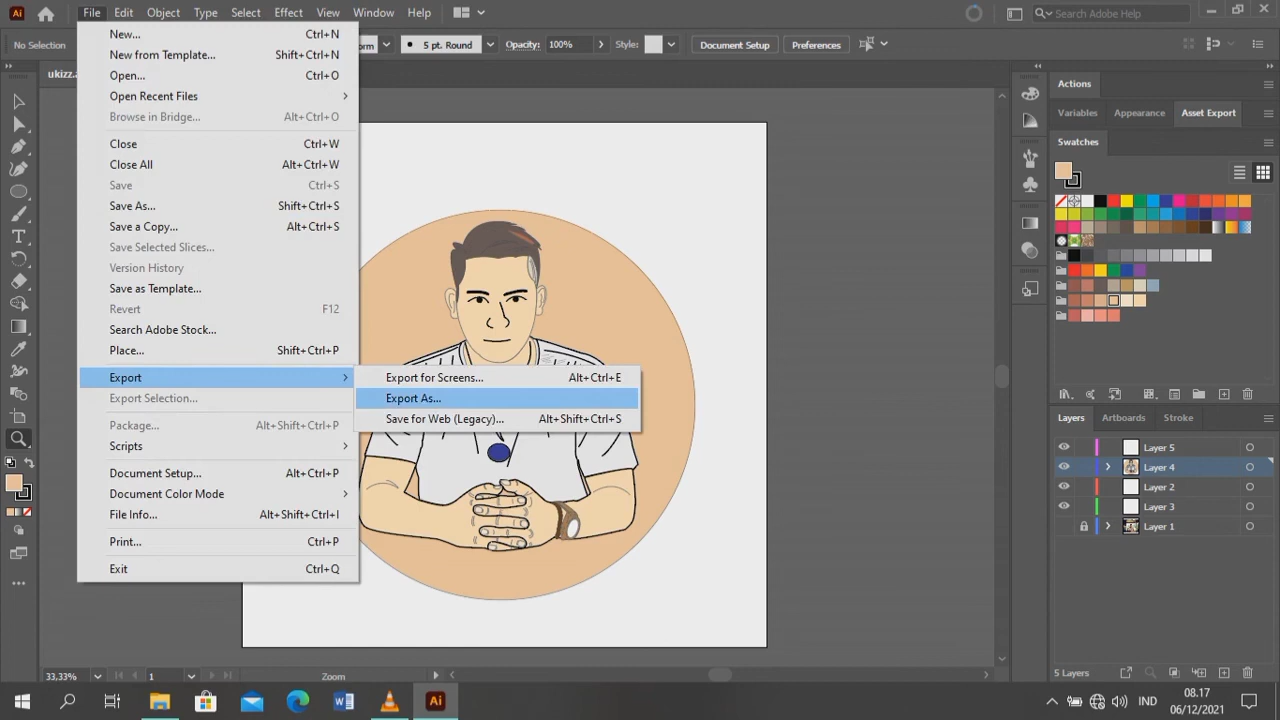 Ai File Edit Object Type Select Effect View Window Help Search Adobe Help
No Selection 5 pt. Round Opacity: 100% Style: Document Setup Preferences
ukizz.a
New... Ctrl+N
New from Template... Shift+Ctrl+N
Open... Ctrl+O
Open Recent Files
Browse in Bridge... Alt+Ctrl+O
Close Ctrl+W
Close All Alt+Ctrl+W
Save Ctrl+S
Save As... Shift+Ctrl+S
Save a Copy... Alt+Ctrl+S
Save Selected Slices...
Version History
Save as Template...
Revert F12
Search Adobe Stock...
Place... Shift+Ctrl+P
Export
Export Selection...
Package... Alt+Shift+Ctrl+P
Scripts
Document Setup... Alt+Ctrl+P
Document Color Mode
File Info... Alt+Shift+Ctrl+I
Print... Ctrl+P
Exit Ctrl+Q
Export for Screens... Alt+Ctrl+E
Export As...
Save for Web (Legacy)... Alt+Shift+Ctrl+S
Actions
Variables Appearance Asset Export
Swatches
Layers Artboards Stroke
Layer 5
Layer 4
Layer 2
Layer 3
Layer 1
5 Layers
33,33% 1 Zoom
W Ai IND 08.17
06/12/2021